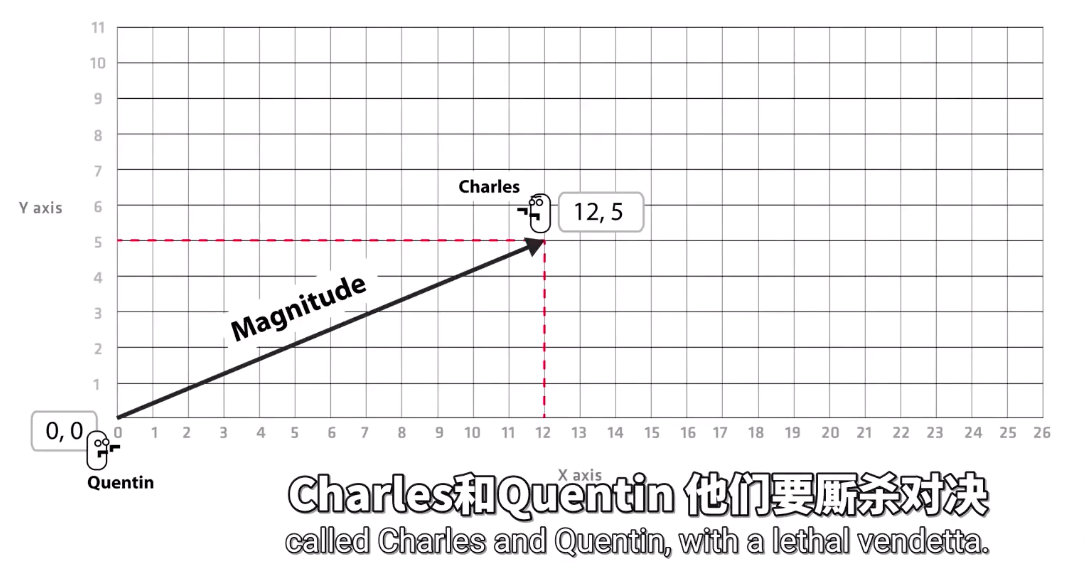 11
10
9
8
7
Charles
Y axis
6
12, 5
5
4
Magnitude
3
2
1
0, 0
0 1 2 3 4 5 6 7 8 9 10 11 12 13 14 15 16 17 18 19 20 21 22 23 24 25 26
Quentin
X axis
Charles和Quentin 他们要厮杀对决
called Charles and Quentin, with a lethal vendetta.